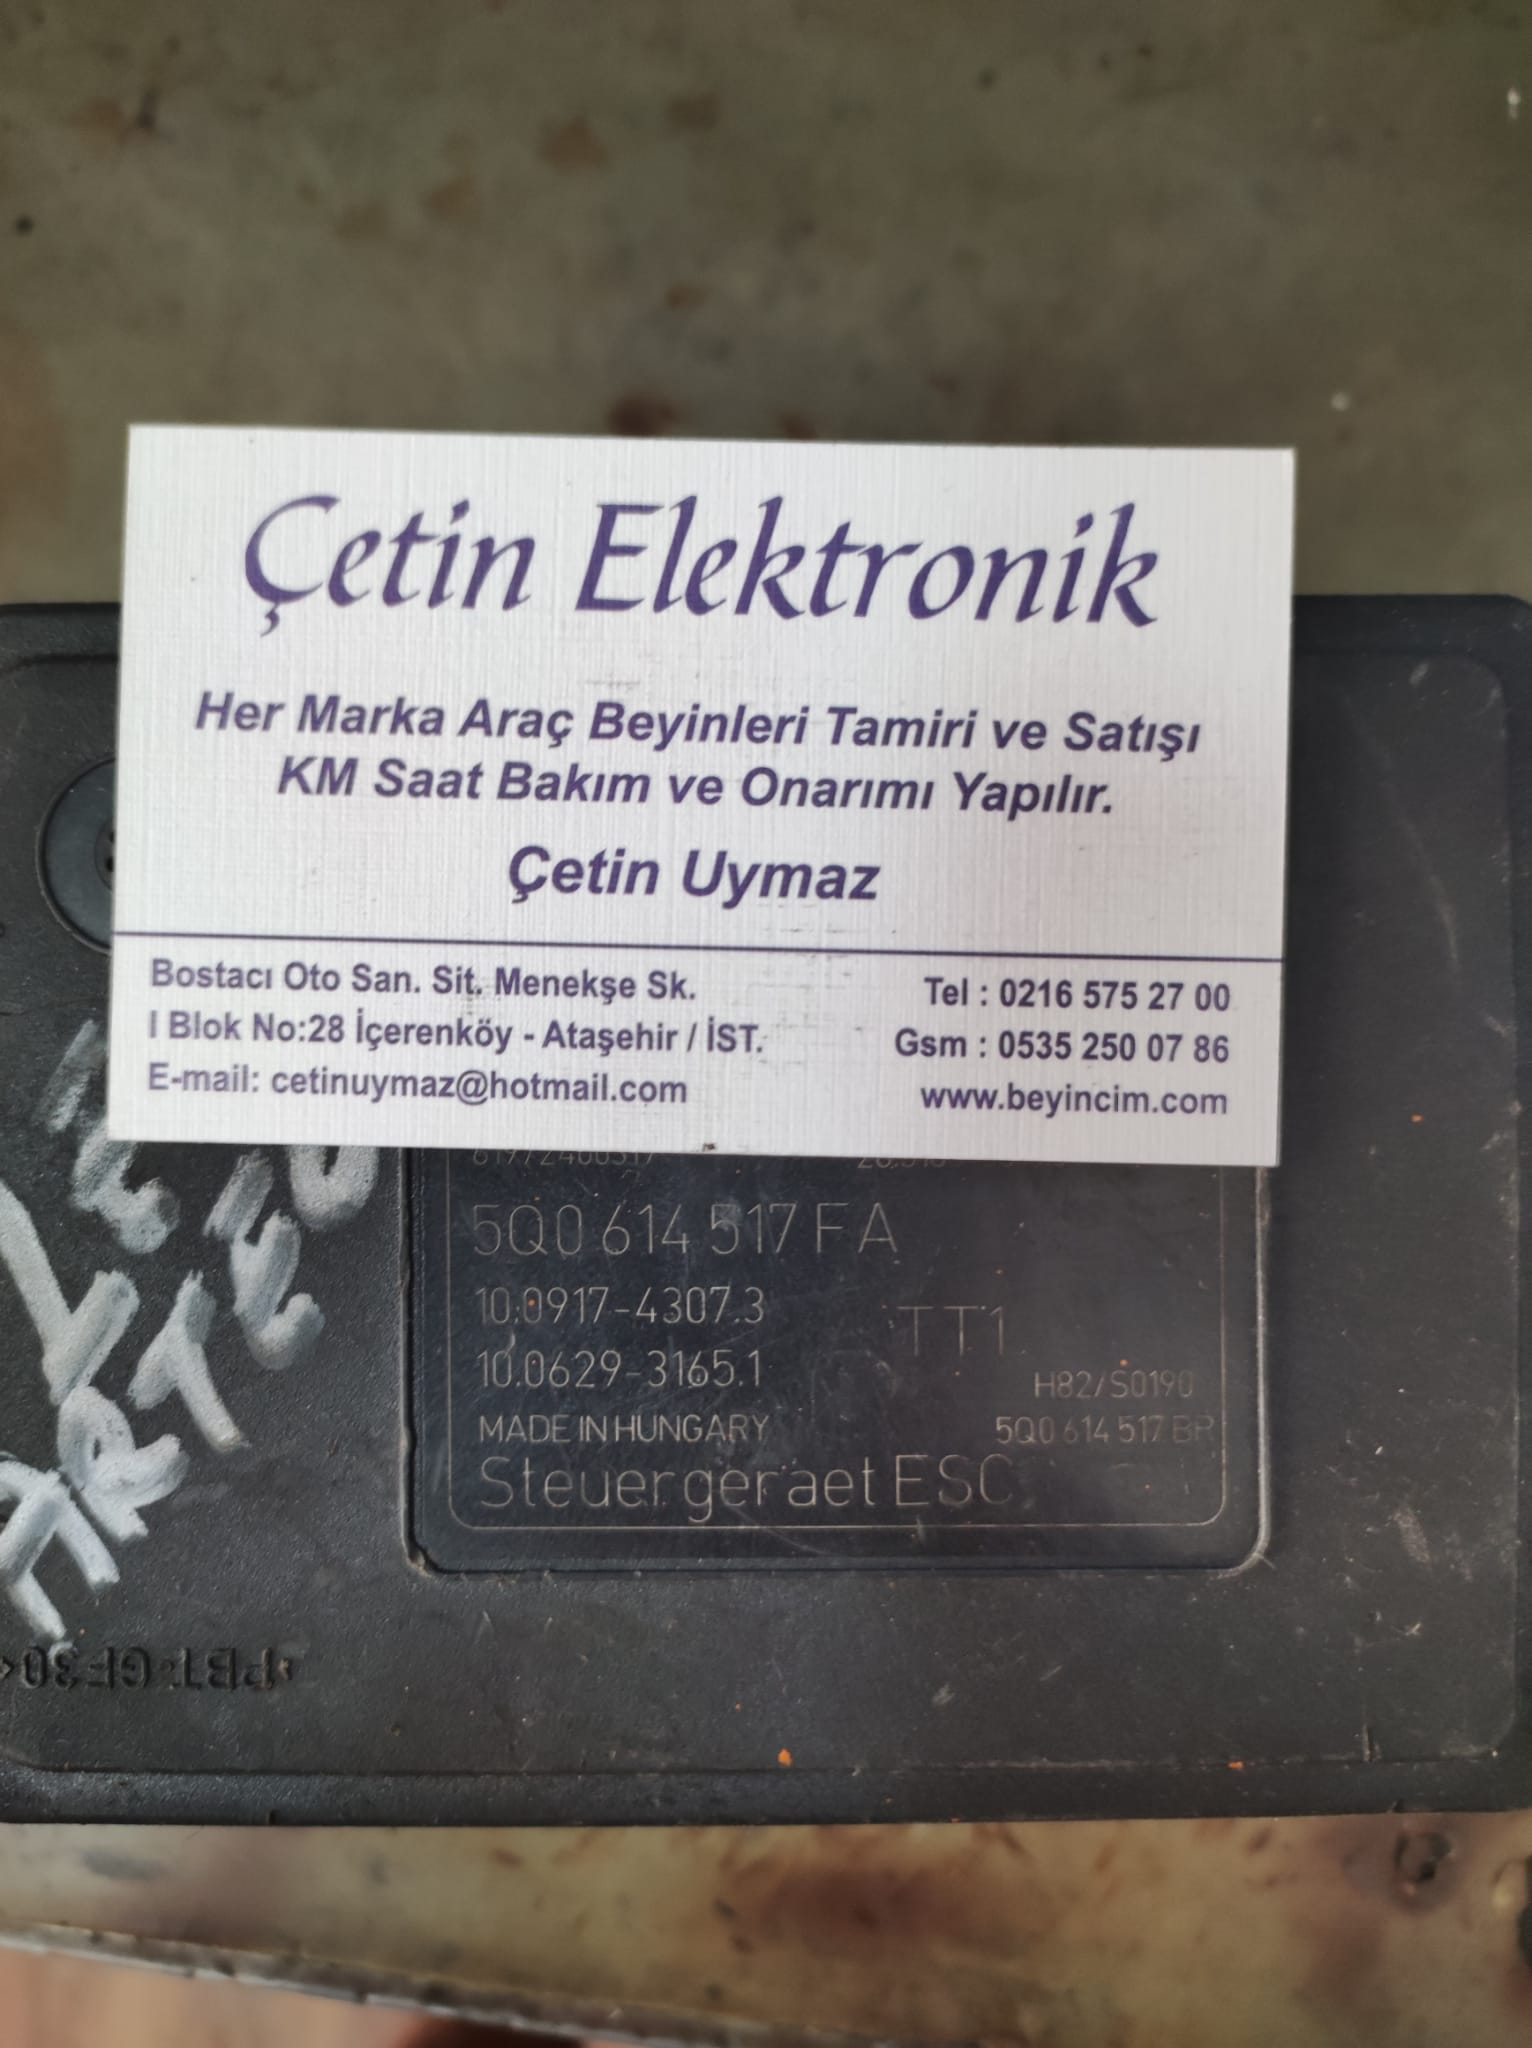 Çetin Elektronik
Her Marka Araç Beyinleri Tamiri ve Satışı
KM Saat Bakım ve Onarımı Yapılır.
Çetin Uymaz
Bostacı Oto San. Sit. Menekşe Sk.
I Blok No:28 İçerenköy - Ataşehir / İST.
E-mail: cetinuymaz@hotmail.com
Tel : 0216 575 27 00
Gsm : 0535 250 07 86
www.beyincim.com
5Q0 614 517 FA
10.0917-4307.3
TT1
10.0629-3165.1
H82/S0190
MADE IN HUNGARY
5Q0 614 517
Steuergeraet ESC
>PBT-GF30<